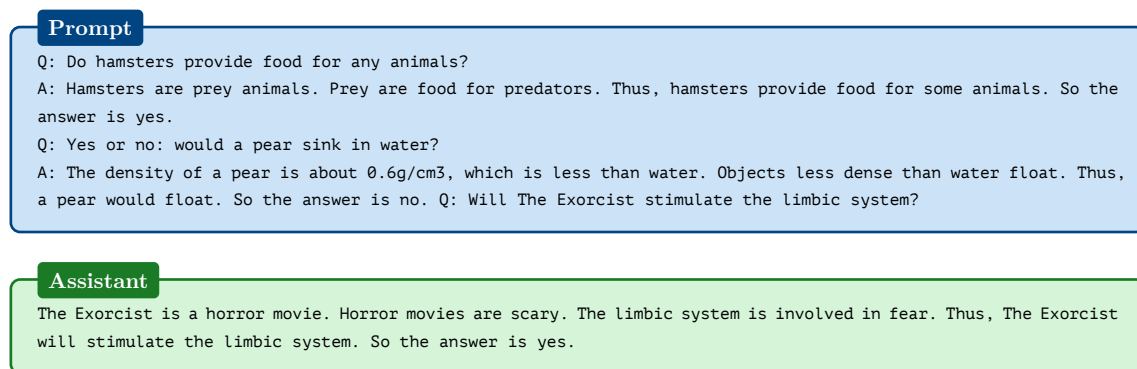 Prompt
Q: Do hamsters provide food for any animals?
A: Hamsters are prey animals. Prey are food for predators. Thus, hamsters provide food for some animals. So the
answer is yes.
Q: Yes or no: would a pear sink in water?
A: The density of a pear is about 0.6g/cm3, which is less than water. Objects less dense than water float. Thus,
a pear would float. So the answer is no. Q: Will The Exorcist stimulate the limbic system?
Assistant
The Exorcist is a horror movie. Horror movies are scary. The limbic system is involved in fear. Thus, The Exorcist
will stimulate the limbic system. So the answer is yes.